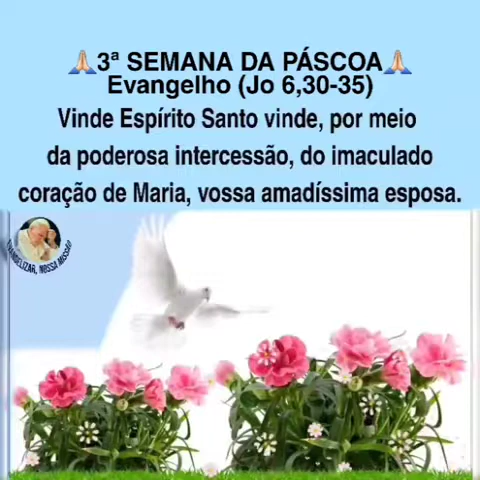 🙏3ª SEMANA DA PÁSCOA🙏
Evangelho (Jo 6,30-35)
Vinde Espírito Santo vinde, por meio
da poderosa intercessão, do imaculado
coração de Maria, vossa amadíssima esposa.
EVANGELIZAR, NOSSA MISSÃO